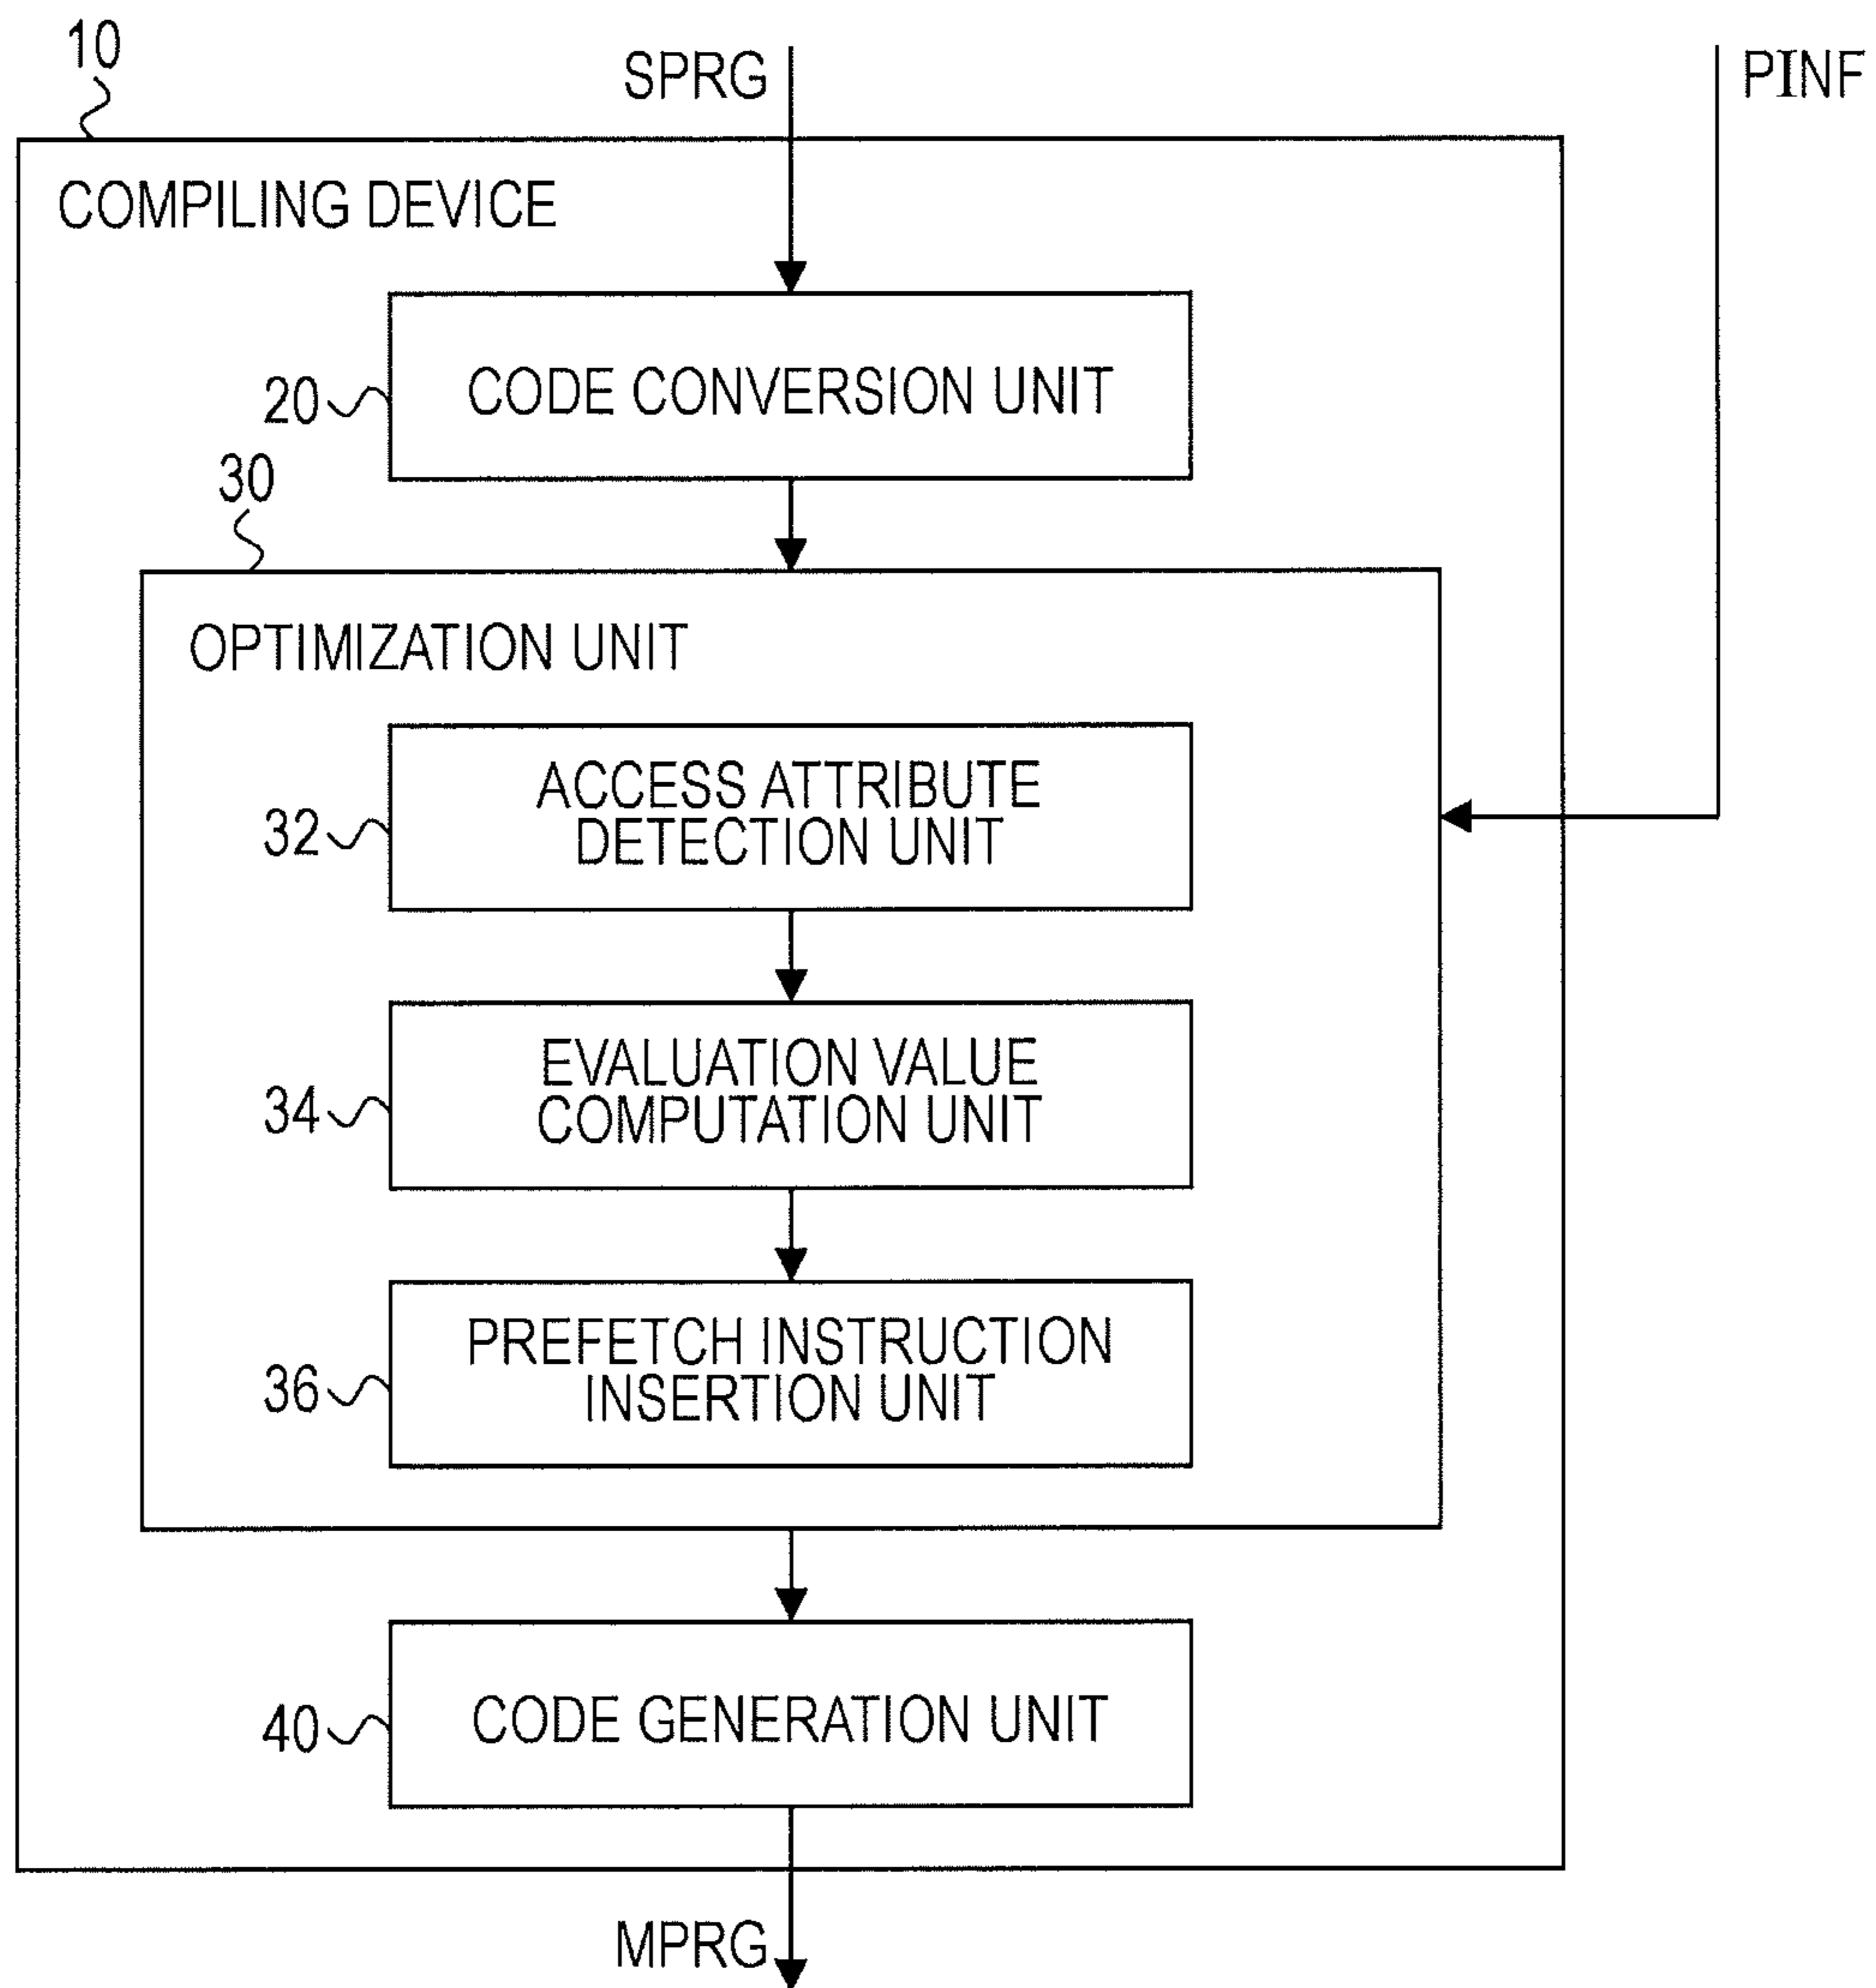 10
SPRG
PINF
COMPILING DEVICE
20
CODE CONVERSION UNIT
30
OPTIMIZATION UNIT
32
ACCESS ATTRIBUTE
DETECTION UNIT
34
EVALUATION VALUE
COMPUTATION UNIT
36
PREFETCH INSTRUCTION
INSERTION UNIT
40
CODE GENERATION UNIT
MPRG